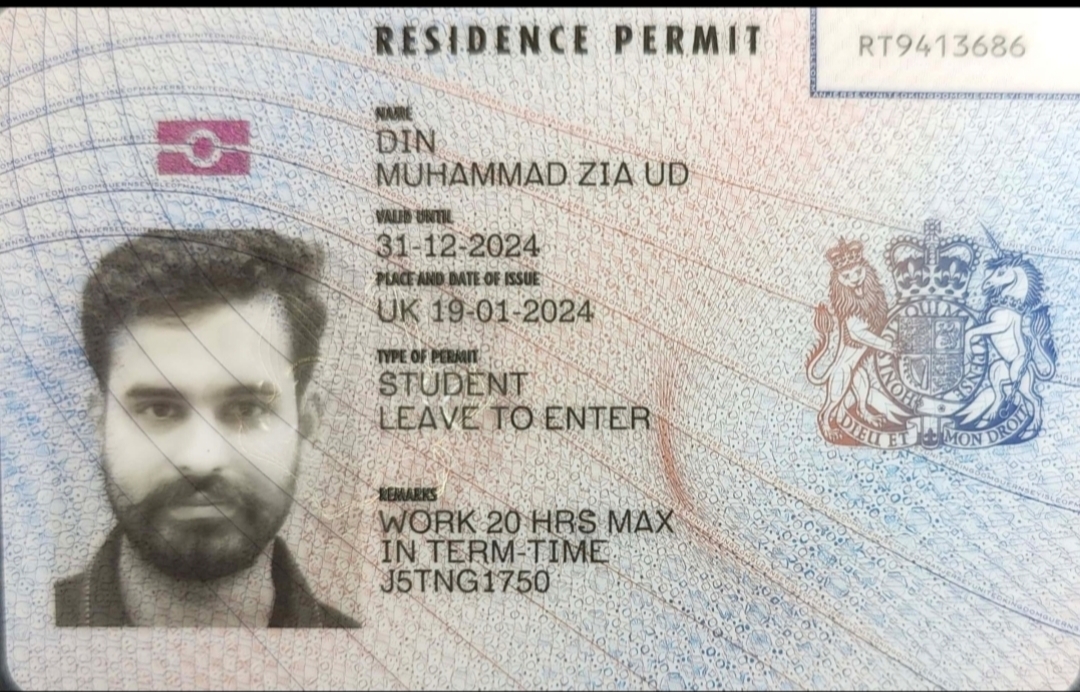 RESIDENCE PERMIT
RT9413686
NAME
DIN
MUHAMMAD ZIA UD
VALID UNTIL
31-12-2024
PLACE AND DATE OF ISSUE
UK 19-01-2024
TYPE OF PERMIT
STUDENT
LEAVE TO ENTER
REMARKS
WORK 20 HRS MAX
IN TERM-TIME
J5TNG1750
DIEU ET MON DROIT